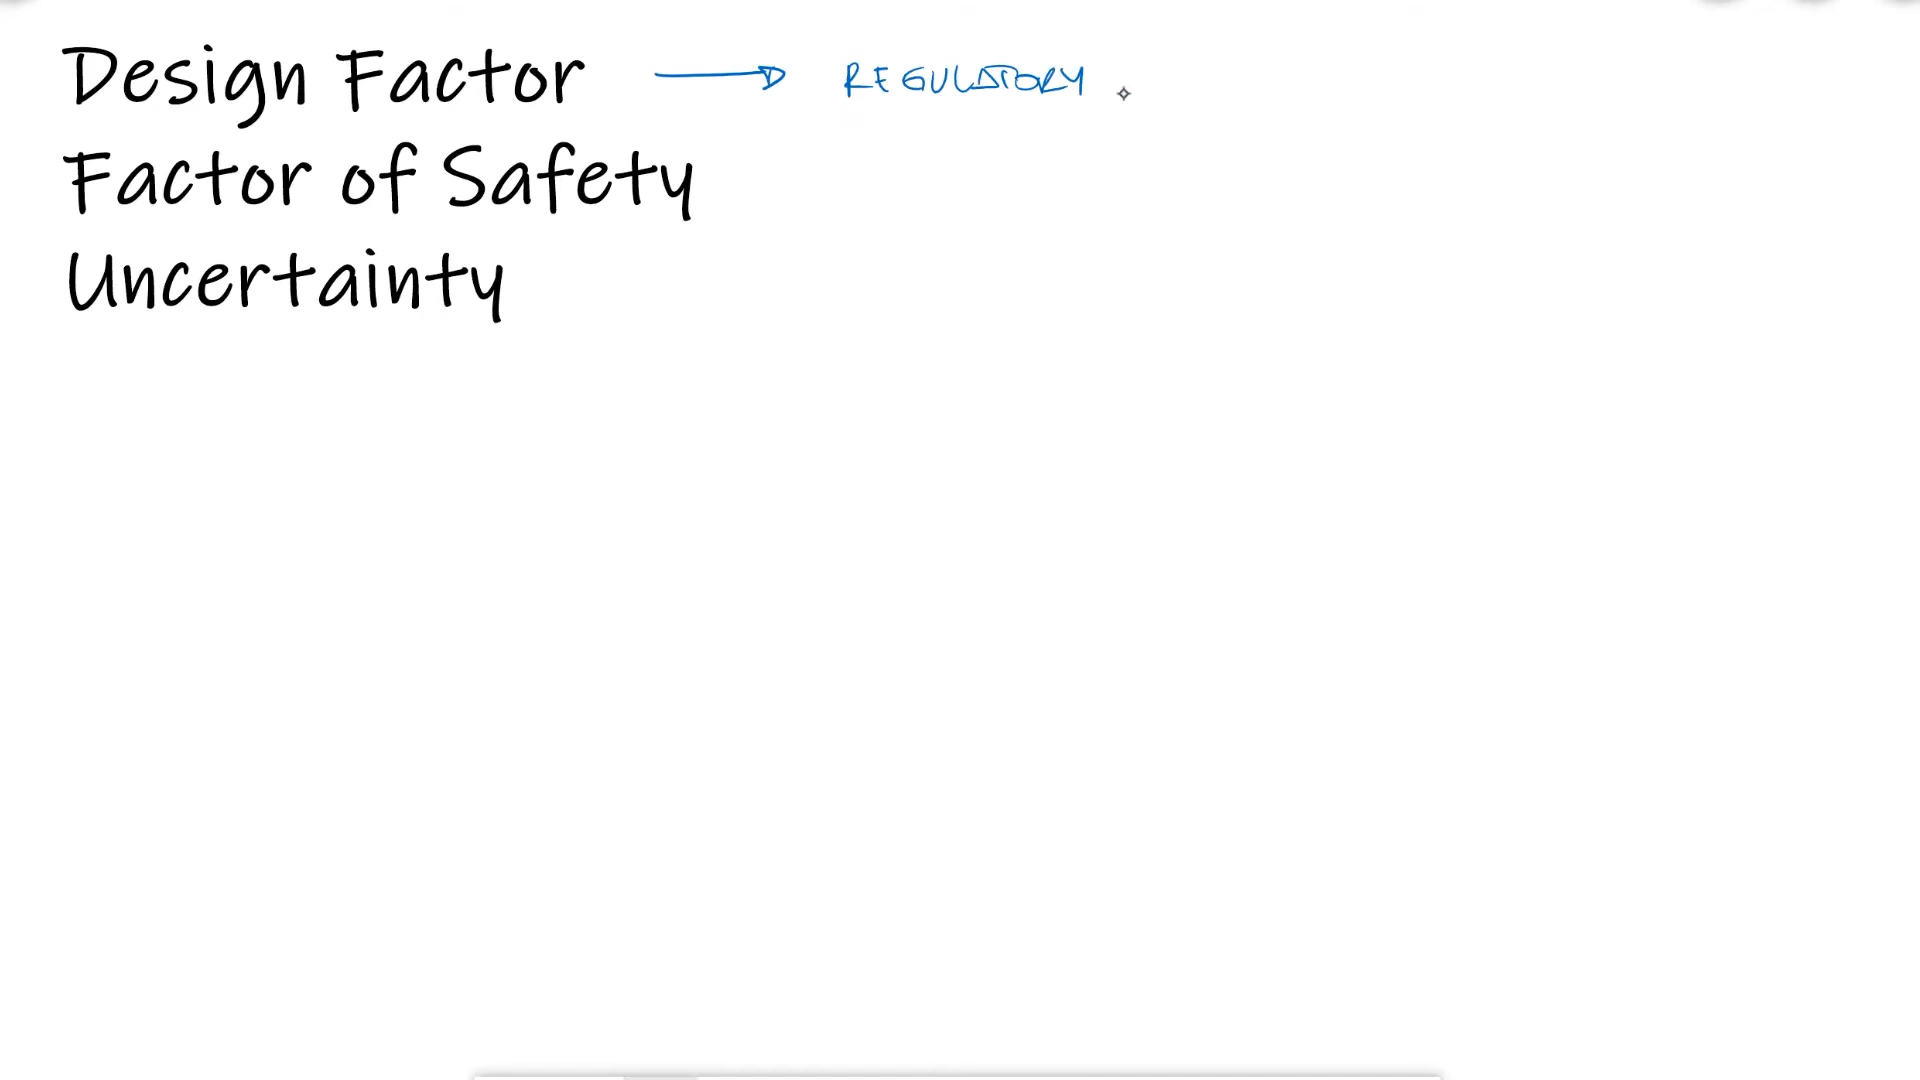 Design Factor → REGULATORY
Factor of Safety
Uncertainty